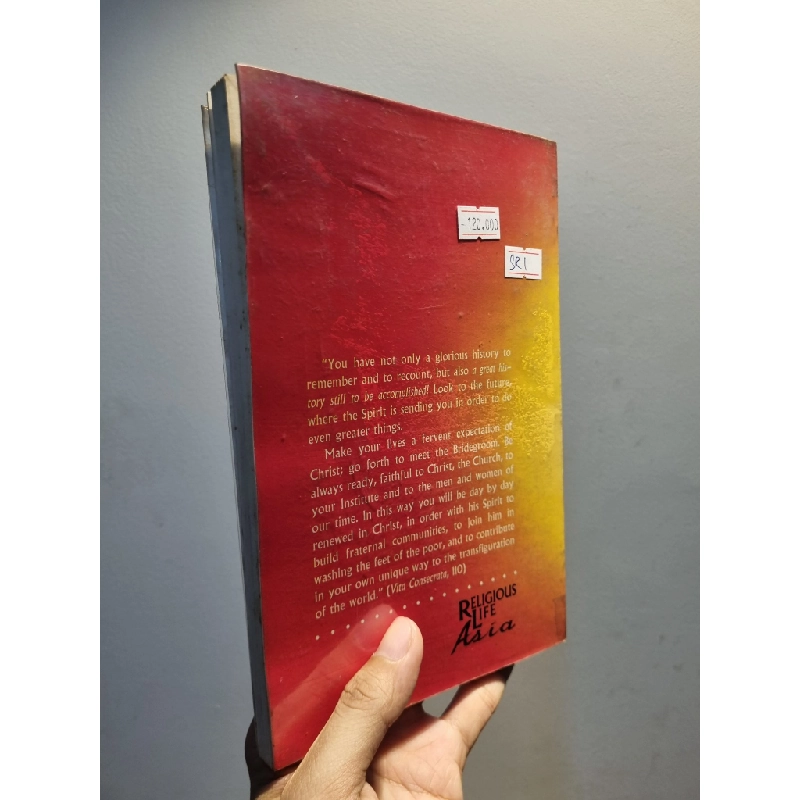 -120.000
SR1
"You have not only a glorious history to
remember and to recount, but also a great his-
tory still to be accomplished! Look to the future,
where the Spirit is sending you in order to do
even greater things.
Make your lives a fervent expectation of
Christ; go forth to meet the Bridegroom. Be
always ready, faithful to Christ, the Church, to
your Institute and to the men and women of
our time. In this way you will be day by day
renewed in Christ, in order with his Spirit to
build fraternal communities, to join him in
washing the feet of the poor, and to contribute
in your own unique way to the transfiguration
of the world." (Vita Consecrata, 110)
RELIGIOUS
LIFE
Asia